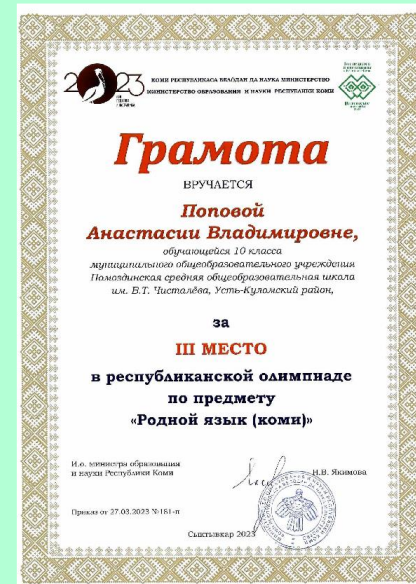 2023
КОМИ РЕСПУБЛИКАСА ВЕЛӦДАН ДА НАУКА МИНИСТЕРСТВО
МИНИСТЕРСТВО ОБРАЗОВАНИЯ И НАУКИ РЕСПУБЛИКИ КОМИ
Грамота
ВРУЧАЕТСЯ
Поповой
Анастасии Владимировне,
обучающейся 10 класса
муниципального общеобразовательного учреждения
Помоздинская средняя общеобразовательная школа
им. В.Т. Чисталёва, Усть-Куломский район,
за
III МЕСТО
в республиканской олимпиаде
по предмету
«Родной язык (коми)»
И.о. министра образования
и науки Республики Коми
Н.В. Якимова
Приказ от 27.03.2023 №181-п
Сыктывкар 2023